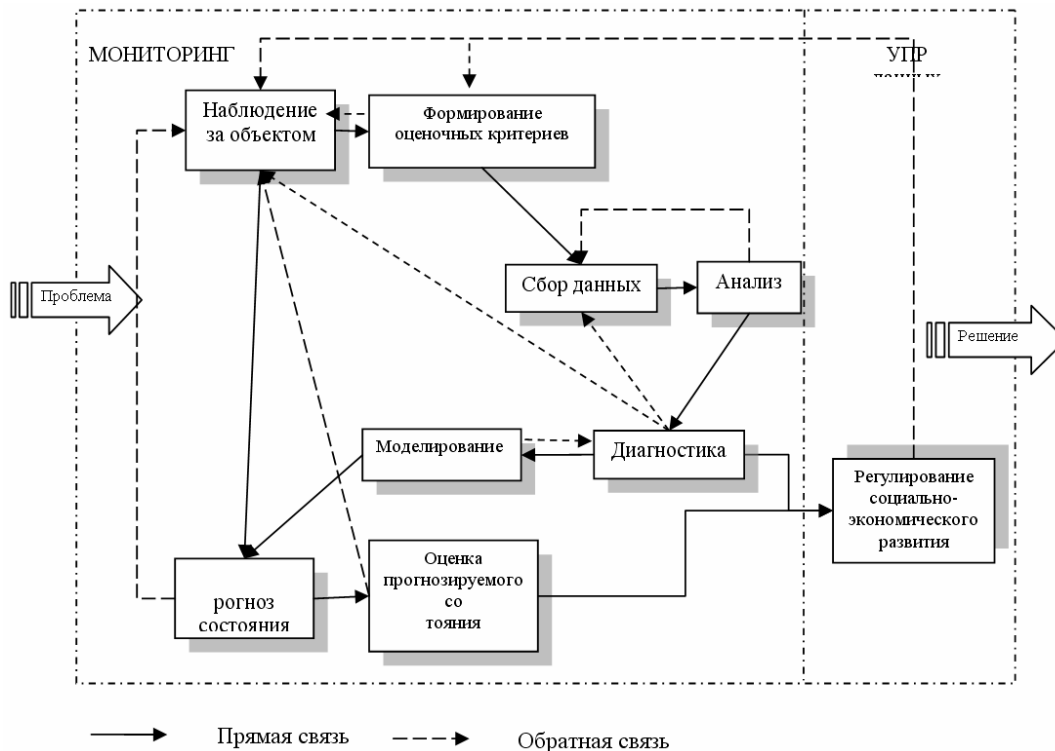 МОНИТОРИНГ
УПР
Наблюдение
за объектом
Формирование
оценочных критериев
Сбор данных
Анализ
Проблема
Решение
Моделирование
Диагностика
Регулирование
социально-
экономического
развития
Оценка
прогнозируемого
со
тояния
рогноз
состояния
Прямая связь
Обратная связь